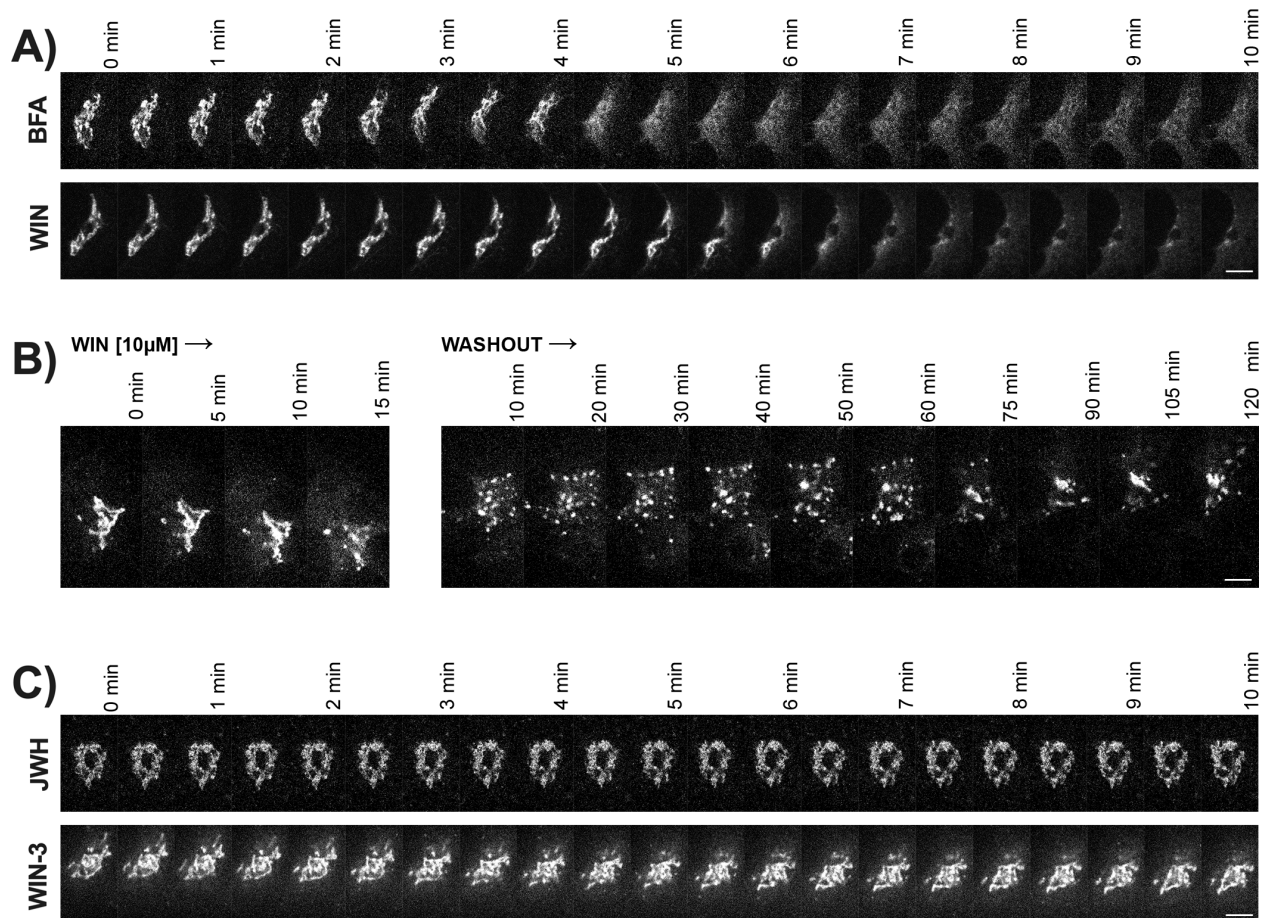 A)
0 min 1 min 2 min 3 min 4 min 5 min 6 min 7 min 8 min 9 min 10 min
BFA
WIN
B)
WIN [10µM] →
WASHOUT →
0 min 5 min 10 min 15 min
10 min 20 min 30 min 40 min 50 min 60 min 75 min 90 min 105 min 120 min
C)
0 min 1 min 2 min 3 min 4 min 5 min 6 min 7 min 8 min 9 min 10 min
JWH
WIN-3